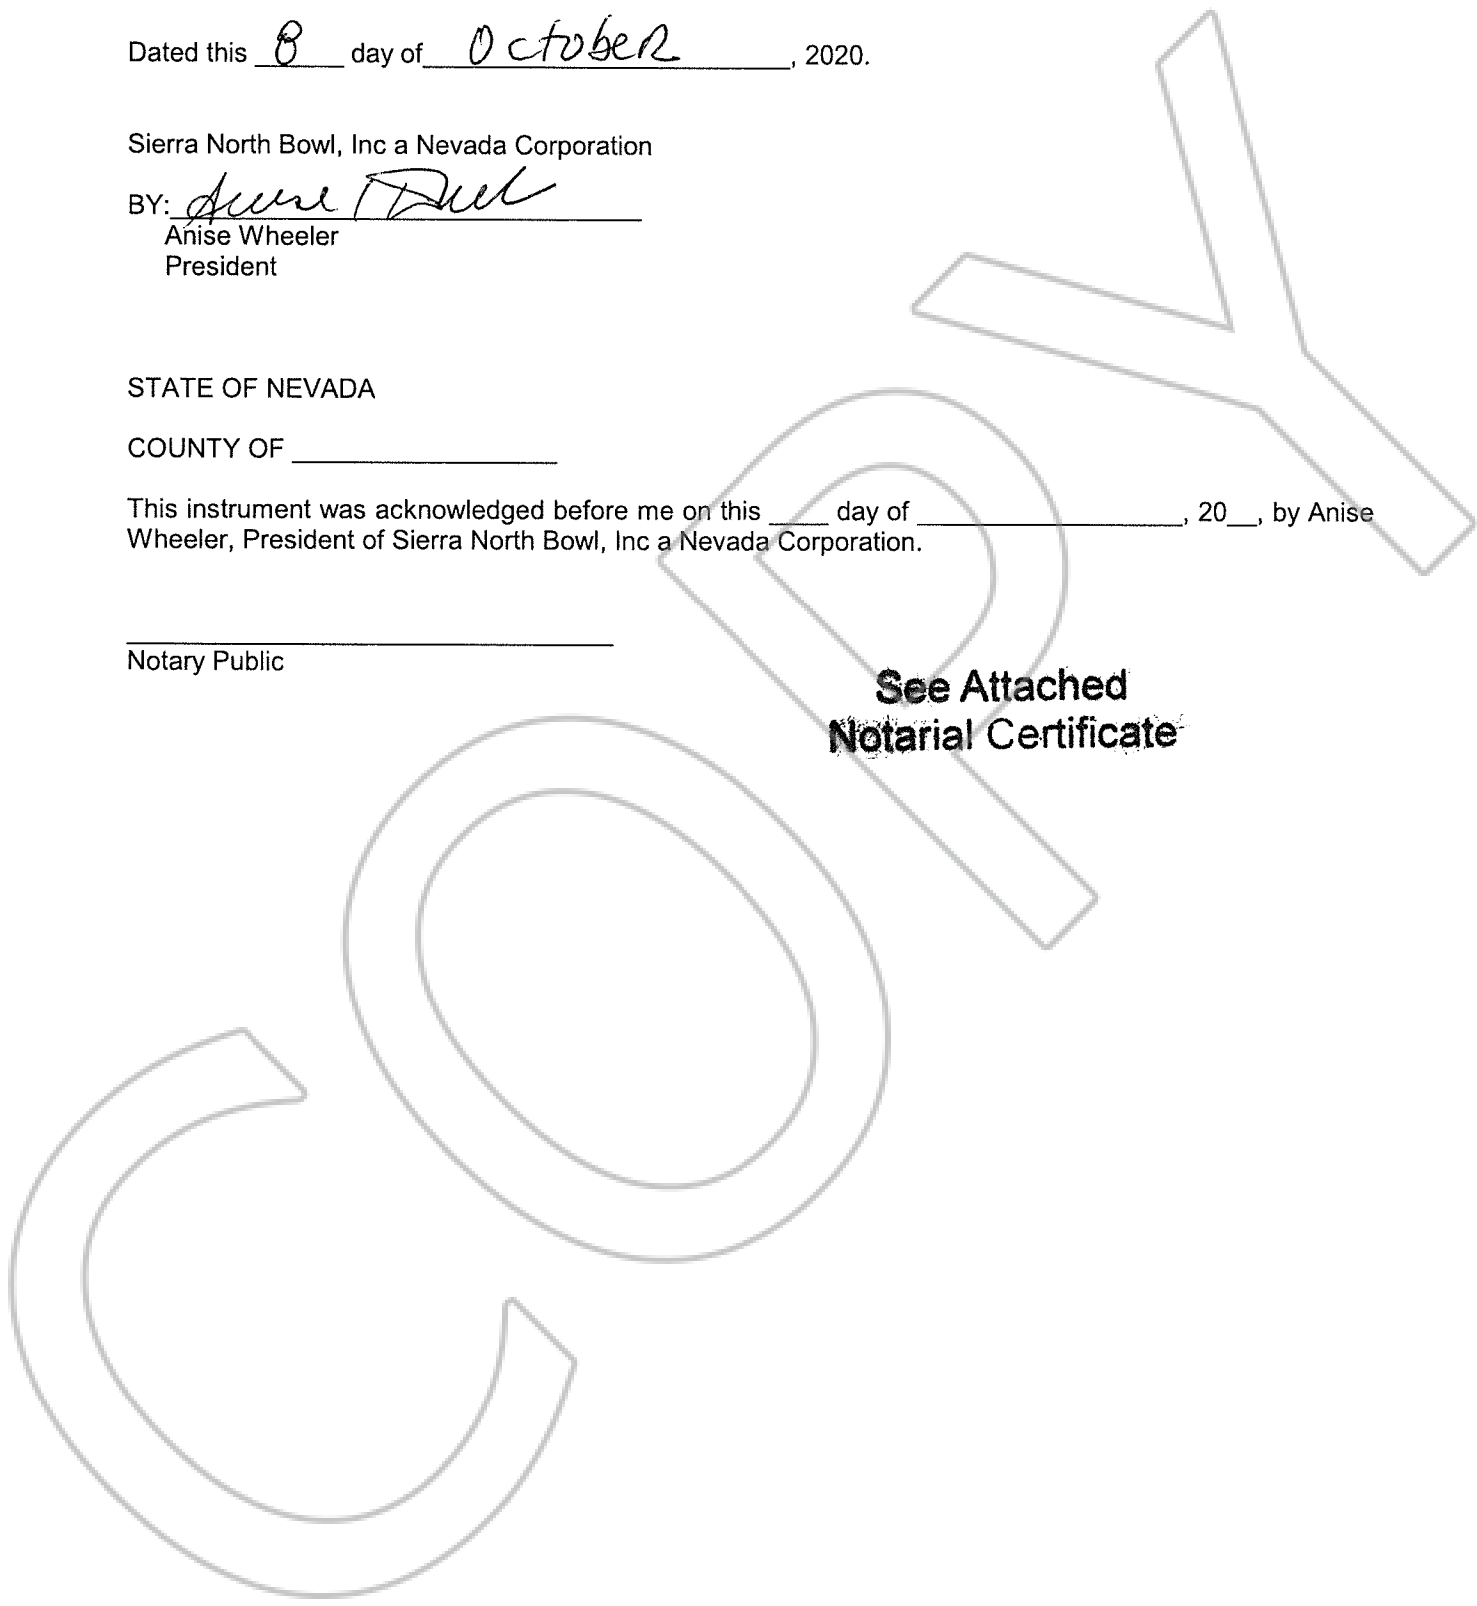 Dated this 8 day of October, 2020.
Sierra North Bowl, Inc a Nevada Corporation
BY:
Anise Wheeler
President
STATE OF NEVADA
COUNTY OF
This instrument was acknowledged before me on this ____ day of ____________________, 20__, by Anise
Wheeler, President of Sierra North Bowl, Inc a Nevada Corporation.
Notary Public
See Attached
Notarial Certificate
COPY